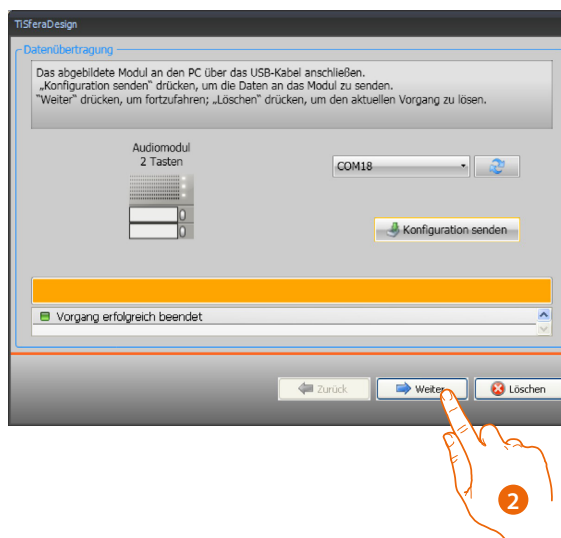 TiSferaDesign
Datenübertragung
Das abgebildete Modul an den PC über das USB-Kabel anschließen.
„Konfiguration senden" drücken, um die Daten an das Modul zu senden.
"Weiter" drücken, um fortzufahren; „Löschen" drücken, um den aktuellen Vorgang zu lösen.
Audiomodul
2 Tasten
COM18
Konfiguration senden
Vorgang erfolgreich beendet
Zurück
Weiter
Löschen
2